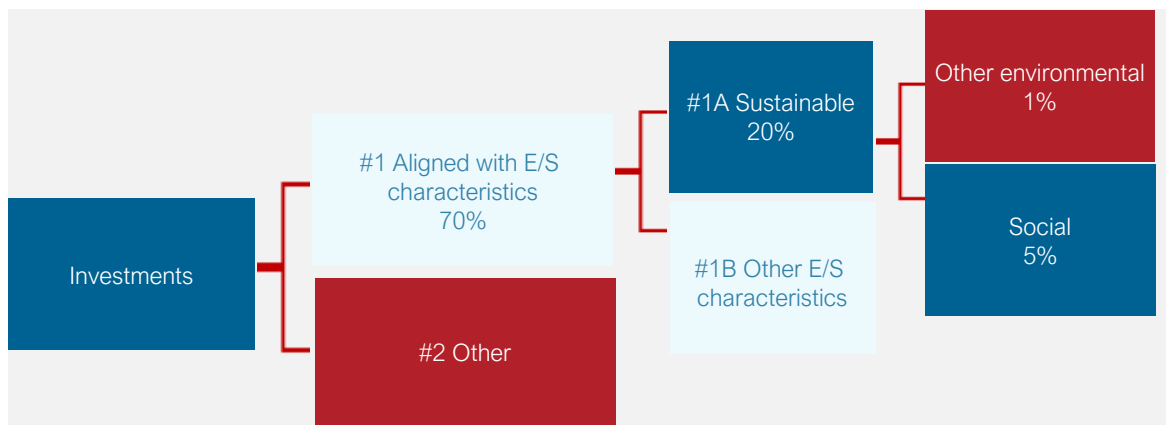 Investments
#1 Aligned with E/S
characteristics
70%
#2 Other
#1A Sustainable
20%
#1B Other E/S
characteristics
Other environmental
1%
Social
5%